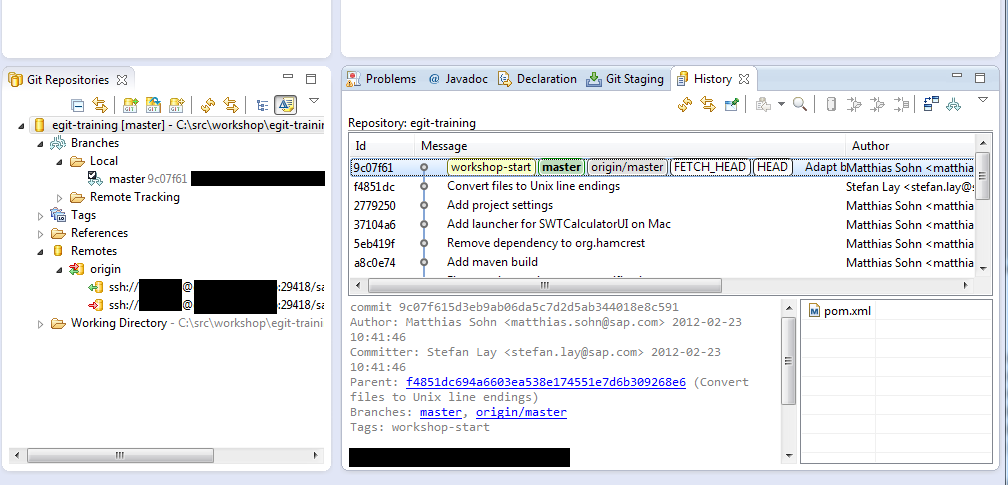 Git Repositories
egit-training [master] - C:\src\workshop\egit-traini
Branches
Local
master 9c07f61
Remote Tracking
Tags
References
Remotes
origin
ssh:// @ :29418/sa
ssh:// @ :29418/sa
Working Directory - C:\src\workshop\egit-traini
Problems @ Javadoc Declaration Git Staging History
Repository: egit-training
Id Message Author
9c07f61 workshop-start master origin/master FETCH_HEAD HEAD Adapt b Matthias Sohn <matthia
f4851dc Convert files to Unix line endings Stefan Lay <stefan.lay@s
2779250 Add project settings Matthias Sohn <matthia
37104a6 Add launcher for SWTCalculatorUI on Mac Matthias Sohn <matthia
5eb419f Remove dependency to org.hamcrest Matthias Sohn <matthia
a8c0e74 Add maven build Matthias Sohn <matthia
commit 9c07f615d3eb9ab06da5c7d2d5ab344018e8c591
Author: Matthias Sohn <matthias.sohn@sap.com> 2012-02-23
10:41:46
Committer: Stefan Lay <stefan.lay@sap.com> 2012-02-23
10:41:46
Parent: f4851dc694a6603ea538e174551e7d6b309268e6 (Convert
files to Unix line endings)
Branches: master, origin/master
Tags: workshop-start
pom.xml